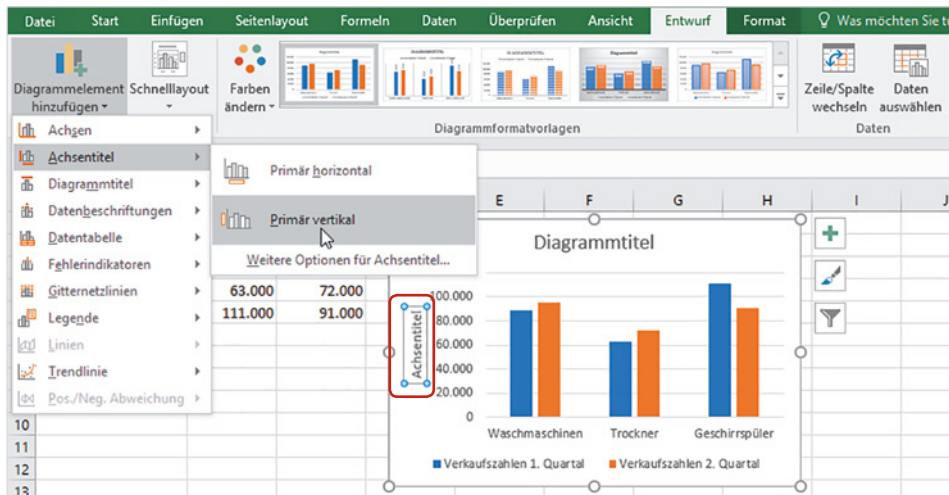 Datei Start Einfügen Seitenlayout Formeln Daten Überprüfen Ansicht Entwurf Format Was möchten Sie
Diagrammelement hinzufügen
Schnelllayout
Farben ändern
Zeile/Spalte wechseln
Daten auswählen
Diagrammformatvorlagen
Daten
Achsen
Achsentitel
Diagrammtitel
Datenbeschriftungen
Datentabelle
Fehlerindikatoren
Gitternetzlinien
Legende
Linien
Trendlinie
Pos./Neg. Abweichung
Primär horizontal
Primär vertikal
Weitere Optionen für Achsentitel...
E F G H I J
63.000 72.000
111.000 91.000
10
11
12
13
Diagrammtitel
Achsentitel
100.000
80.000
60.000
40.000
20.000
0
Waschmaschinen Trockner Geschirrspüler
Verkaufszahlen 1. Quartal Verkaufszahlen 2. Quartal